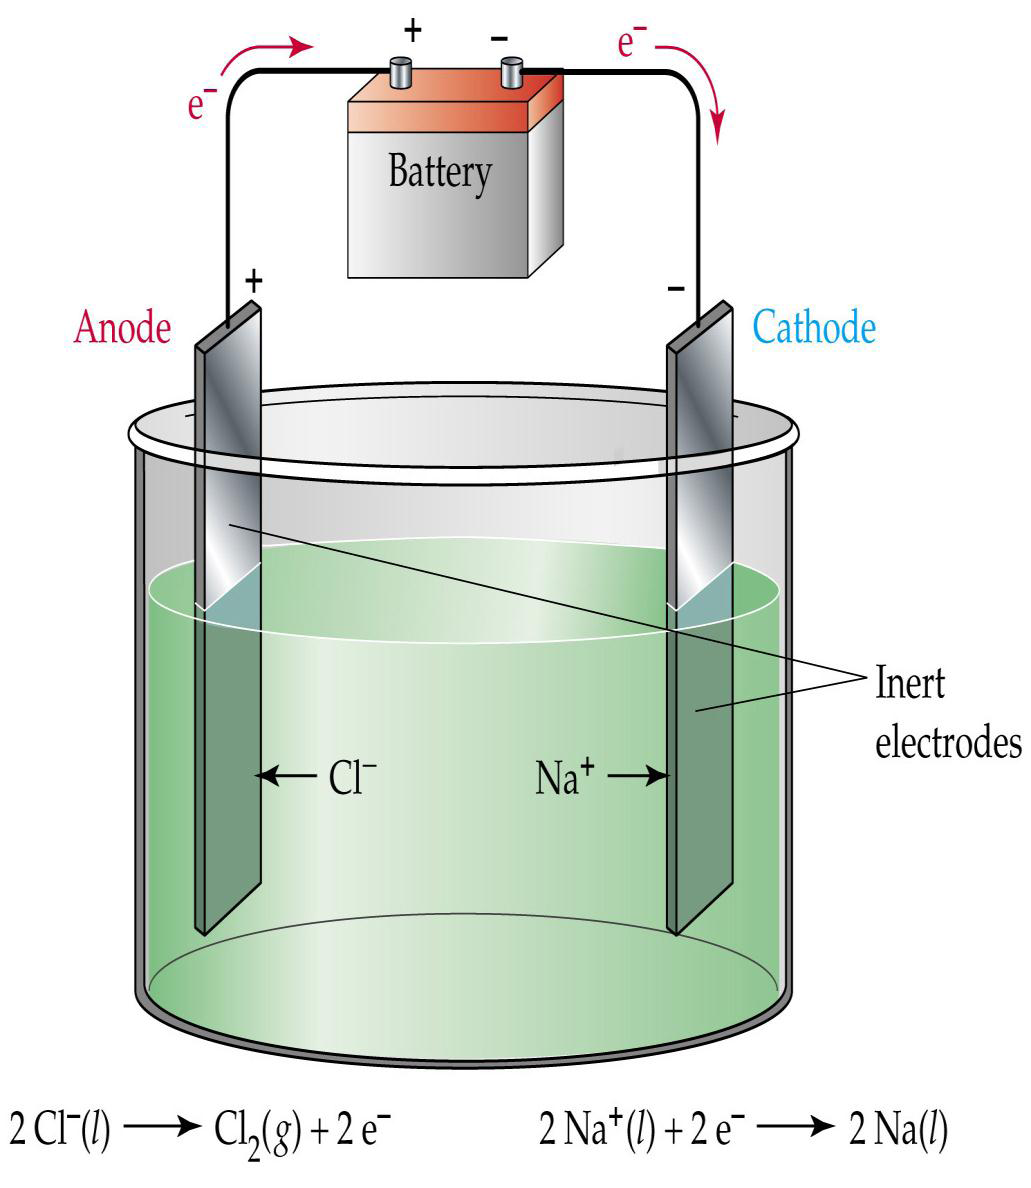 + −
e⁻
e⁻
Battery
+
−
Anode
Cathode
Inert
electrodes
Cl⁻
Na⁺
2 Cl⁻(l) ⟶ Cl₂(g) + 2 e⁻
2 Na⁺(l) + 2 e⁻ ⟶ 2 Na(l)